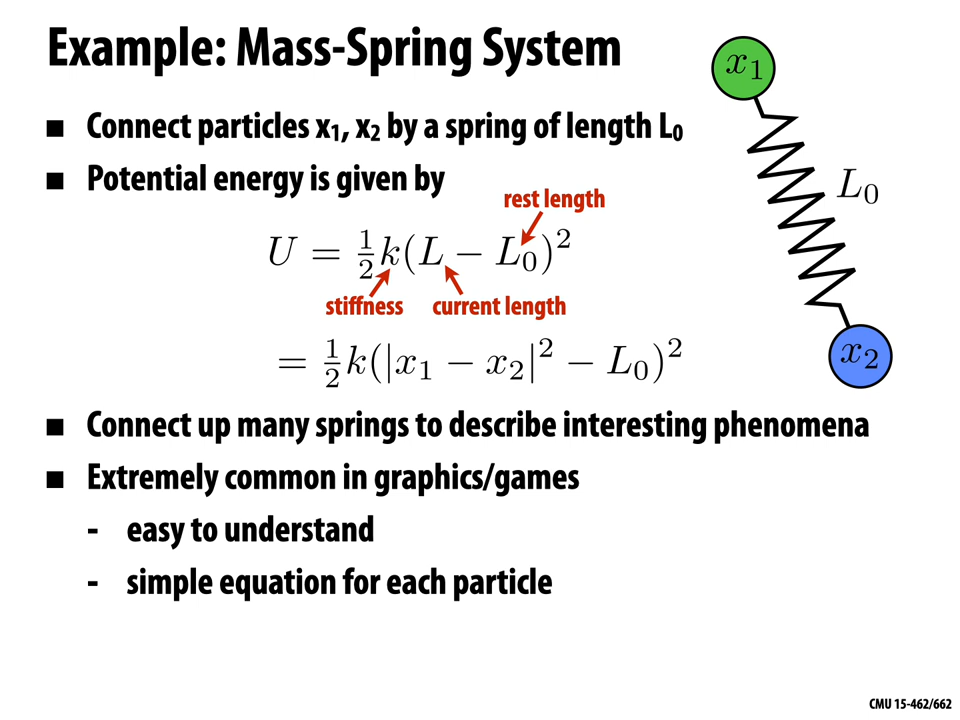 Example: Mass-Spring System
x₁
■ Connect particles x₁, x₂ by a spring of length L₀
■ Potential energy is given by
L₀
rest length
U = ½k(L − L₀)²
stiffness current length
= ½k(|x₁ − x₂|² − L₀)²
x₂
■ Connect up many springs to describe interesting phenomena
■ Extremely common in graphics/games
- easy to understand
- simple equation for each particle
CMU 15-462/662